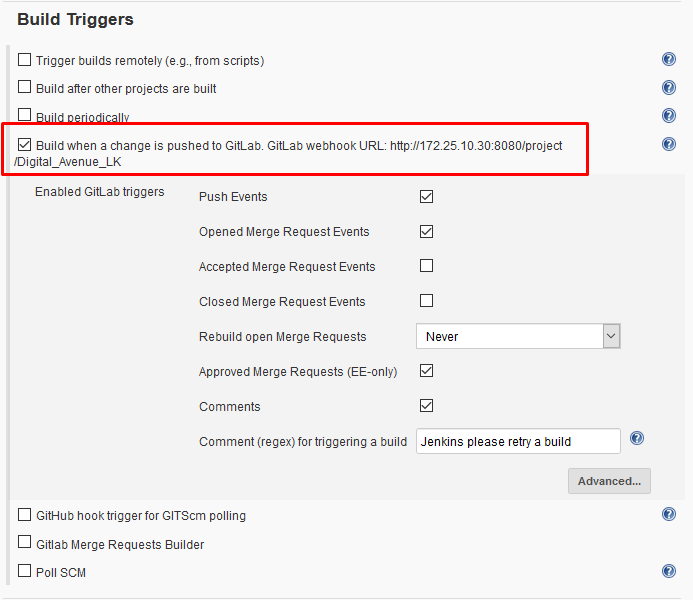 Build Triggers
Trigger builds remotely (e.g., from scripts)
Build after other projects are built
Build periodically
Build when a change is pushed to GitLab. GitLab webhook URL: http://172.25.10.30:8080/project
/Digital_Avenue_LK
Enabled GitLab triggers
Push Events
Opened Merge Request Events
Accepted Merge Request Events
Closed Merge Request Events
Rebuild open Merge Requests Never
Approved Merge Requests (EE-only)
Comments
Comment (regex) for triggering a build Jenkins please retry a build
Advanced...
GitHub hook trigger for GITScm polling
Gitlab Merge Requests Builder
Poll SCM